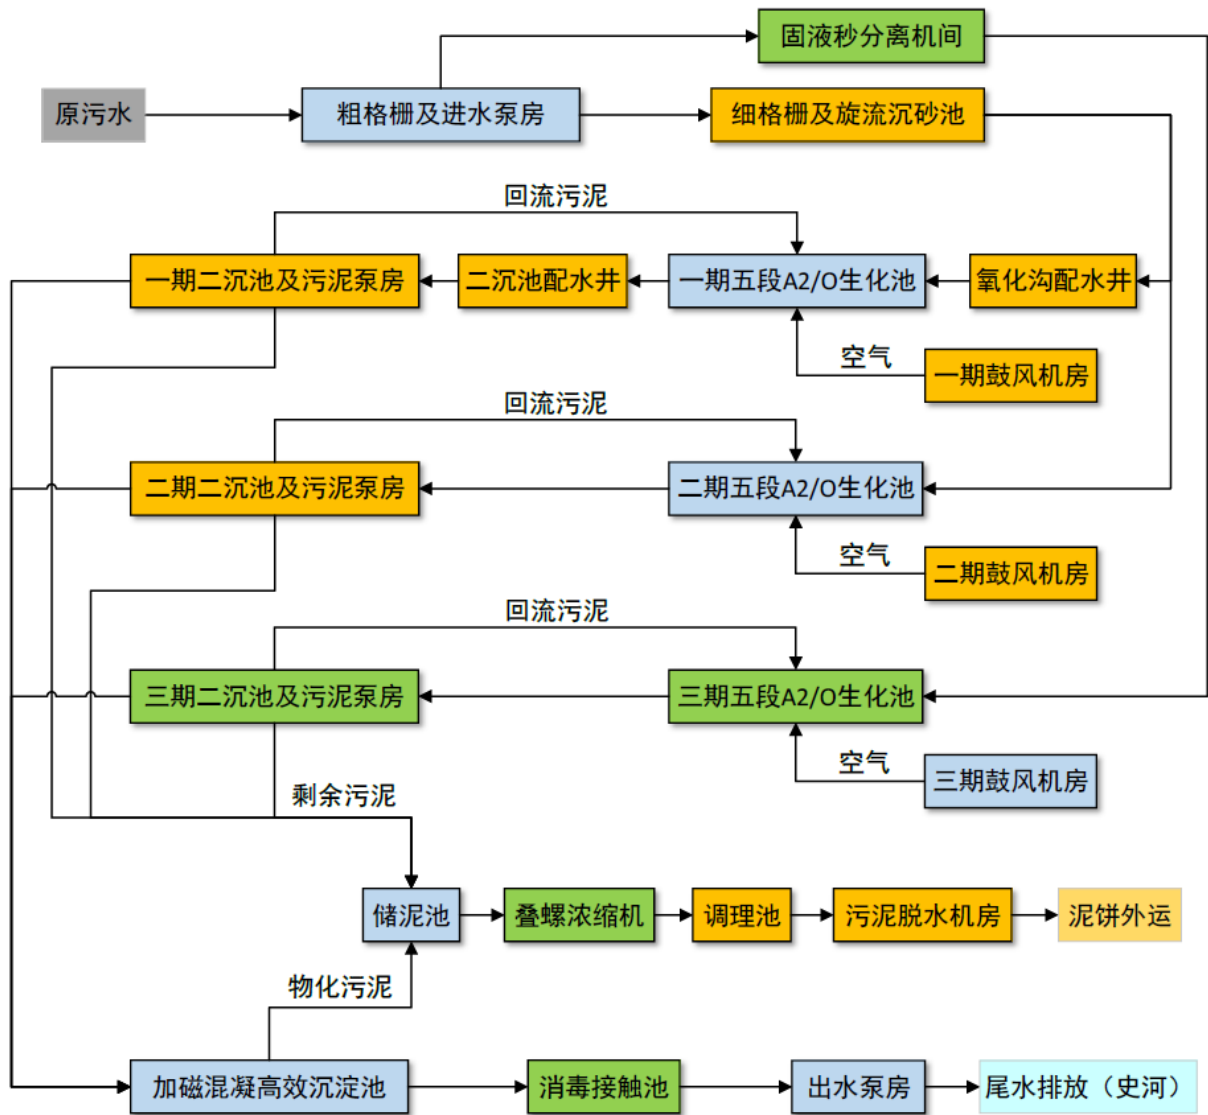 固液秒分离机间
原污水
粗格栅及进水泵房
细格栅及旋流沉砂池
回流污泥
一期二沉池及污泥泵房
二沉池配水井
一期五段A2/O生化池
氧化沟配水井
空气
一期鼓风机房
回流污泥
二期二沉池及污泥泵房
二期五段A2/O生化池
空气
二期鼓风机房
回流污泥
三期二沉池及污泥泵房
三期五段A2/O生化池
空气
三期鼓风机房
剩余污泥
储泥池
叠螺浓缩机
调理池
污泥脱水机房
泥饼外运
物化污泥
加磁混凝高效沉淀池
消毒接触池
出水泵房
尾水排放（史河）